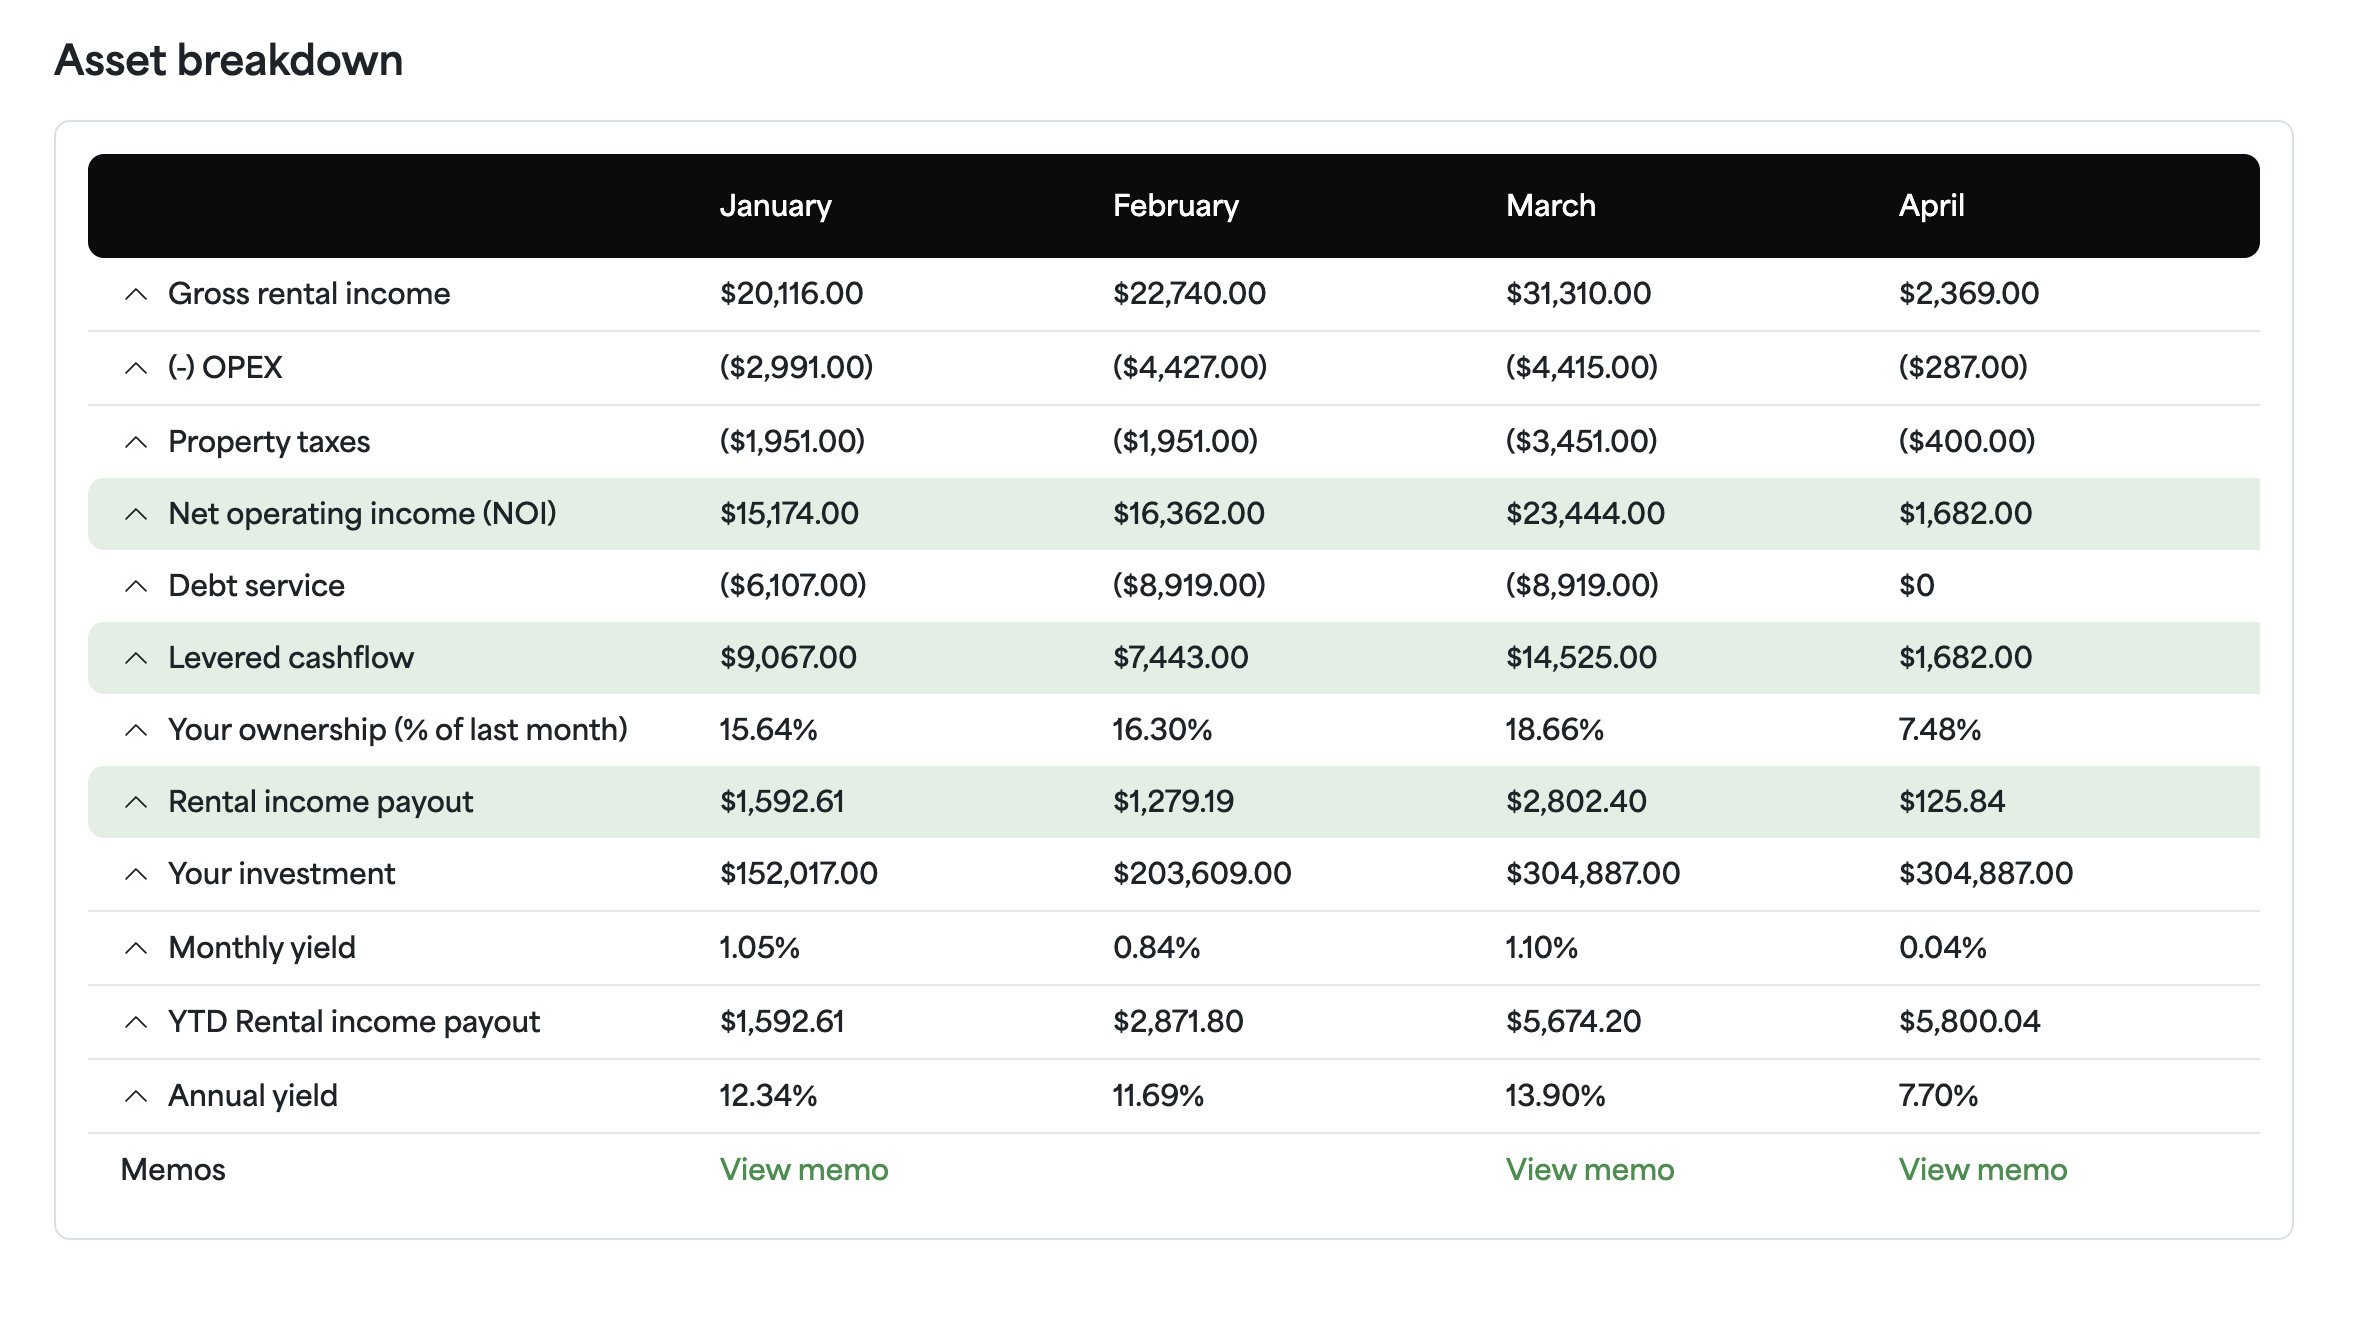 Asset breakdown
January February March April
Gross rental income $20,116.00 $22,740.00 $31,310.00 $2,369.00
(-) OPEX ($2,991.00) ($4,427.00) ($4,415.00) ($287.00)
Property taxes ($1,951.00) ($1,951.00) ($3,451.00) ($400.00)
Net operating income (NOI) $15,174.00 $16,362.00 $23,444.00 $1,682.00
Debt service ($6,107.00) ($8,919.00) ($8,919.00) $0
Levered cashflow $9,067.00 $7,443.00 $14,525.00 $1,682.00
Your ownership (% of last month) 15.64% 16.30% 18.66% 7.48%
Rental income payout $1,592.61 $1,279.19 $2,802.40 $125.84
Your investment $152,017.00 $203,609.00 $304,887.00 $304,887.00
Monthly yield 1.05% 0.84% 1.10% 0.04%
YTD Rental income payout $1,592.61 $2,871.80 $5,674.20 $5,800.04
Annual yield 12.34% 11.69% 13.90% 7.70%
Memos View memo View memo View memo